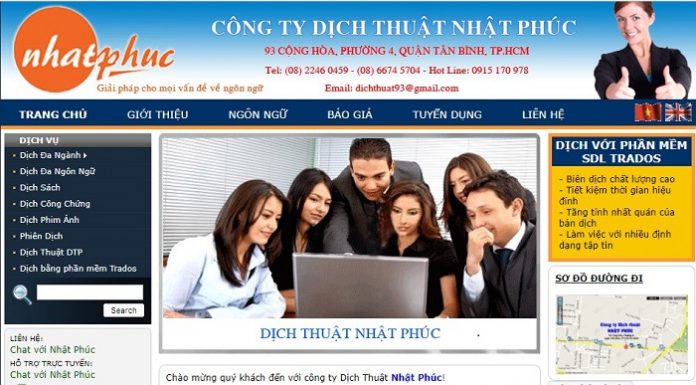 nhatphuc
Giải pháp cho mọi vấn đề về ngôn ngữ
CÔNG TY DỊCH THUẬT NHẬT PHÚC
93 CỘNG HÒA, PHƯỜNG 4, QUẬN TÂN BÌNH, TP.HCM
Tel: (08) 2246 0459 - (08) 6674 5704 - Hot Line: 0915 170 978
Email: dichthuat93@gmail.com
TRANG CHỦ GIỚI THIỆU NGÔN NGỮ BÁO GIÁ TUYỂN DỤNG LIÊN HỆ
DỊCH VỤ
Dịch Đa Ngành
Dịch Đa Ngôn Ngữ
Dịch Sách
Dịch Công Chứng
Dịch Phim Ảnh
Phiên Dịch
Dịch Thuật DTP
Dịch bằng phần mềm Trados
Search
LIÊN HỆ:
Chat với Nhật Phúc
HỖ TRỢ TRỰC TUYẾN:
Chat với Nhật Phúc
DỊCH THUẬT NHẬT PHÚC
Chào mừng quý khách đến với công ty Dịch Thuật Nhật Phúc!
DỊCH VỚI PHẦN MỀM
SDL TRADOS
- Biên dịch chất lượng cao
- Tiết kiệm thời gian hiệu
đính
- Tăng tính nhất quán của
bản dịch
- Làm việc với nhiều định
dạng tập tin
SƠ ĐỒ ĐƯỜNG ĐI
Công ty Dịch thuật